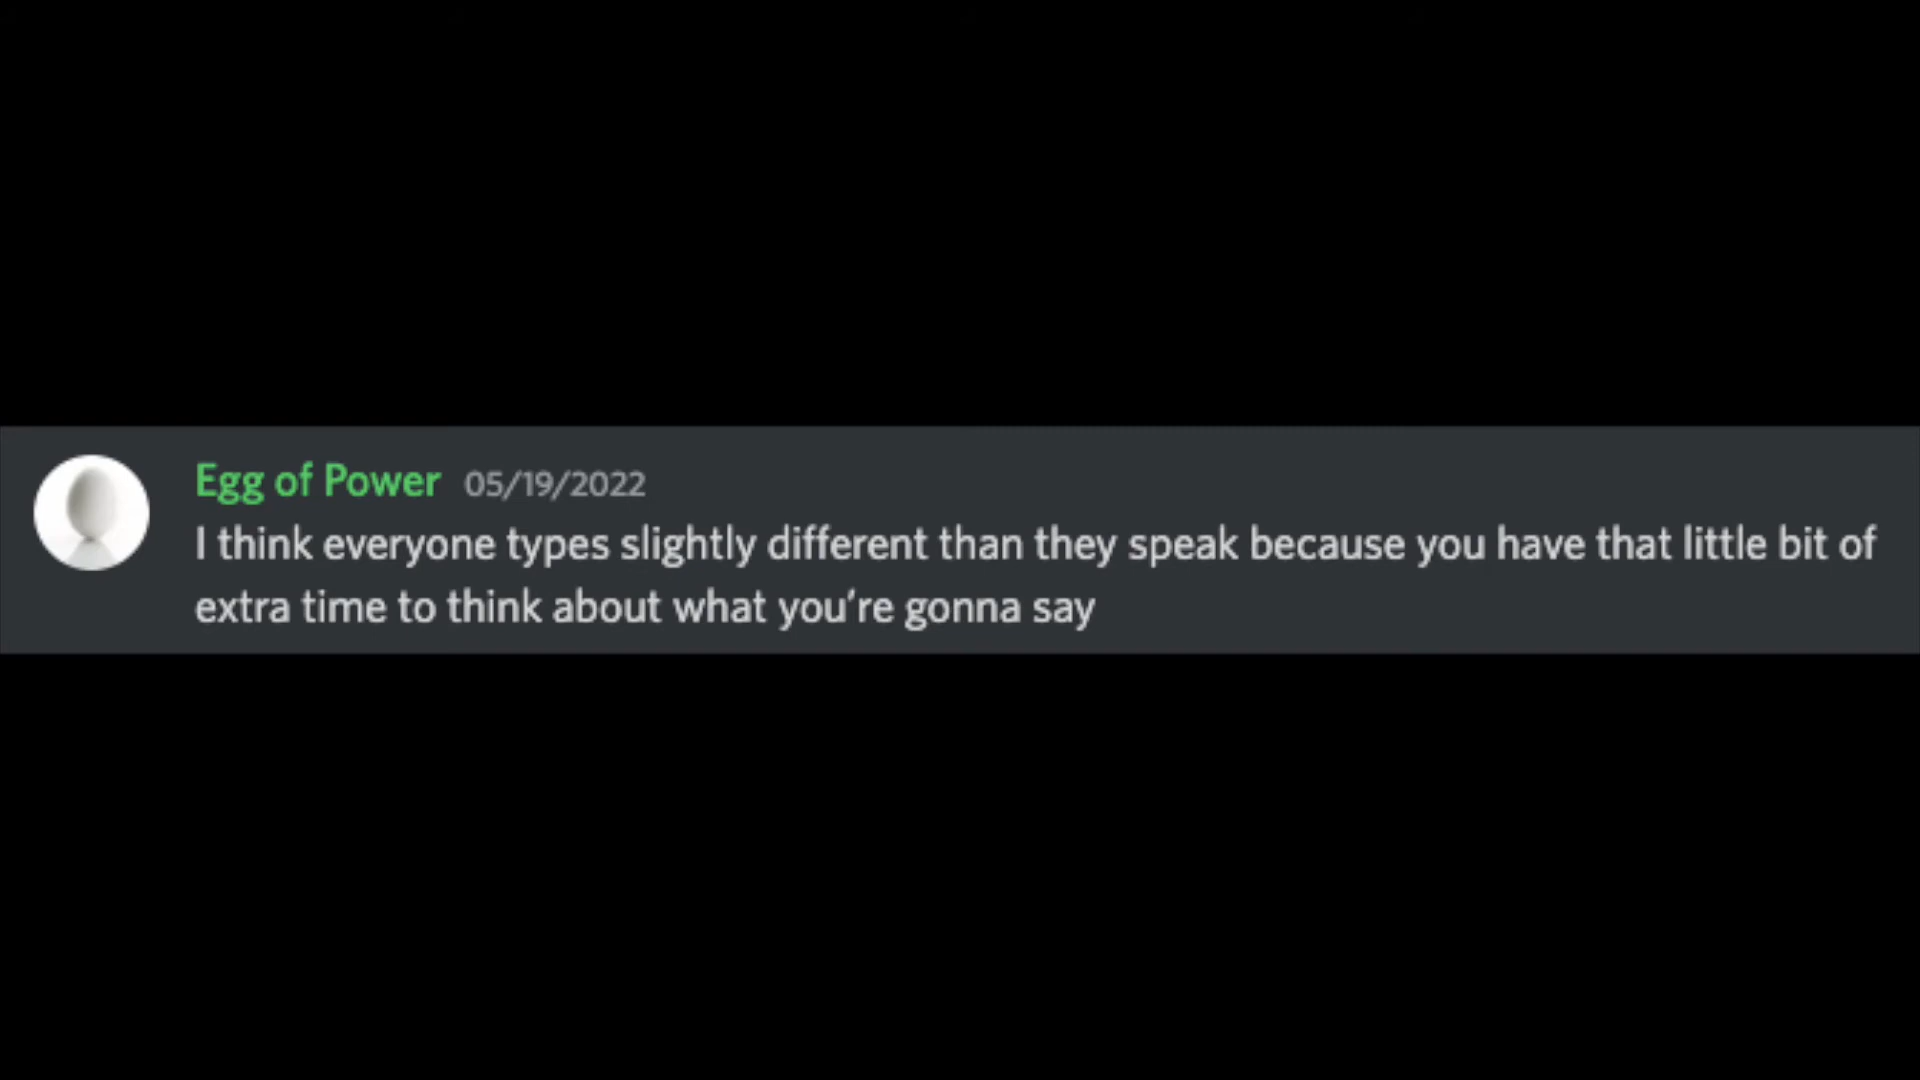 Egg of Power 05/19/2022
I think everyone types slightly different than they speak because you have that little bit of
extra time to think about what you're gonna say